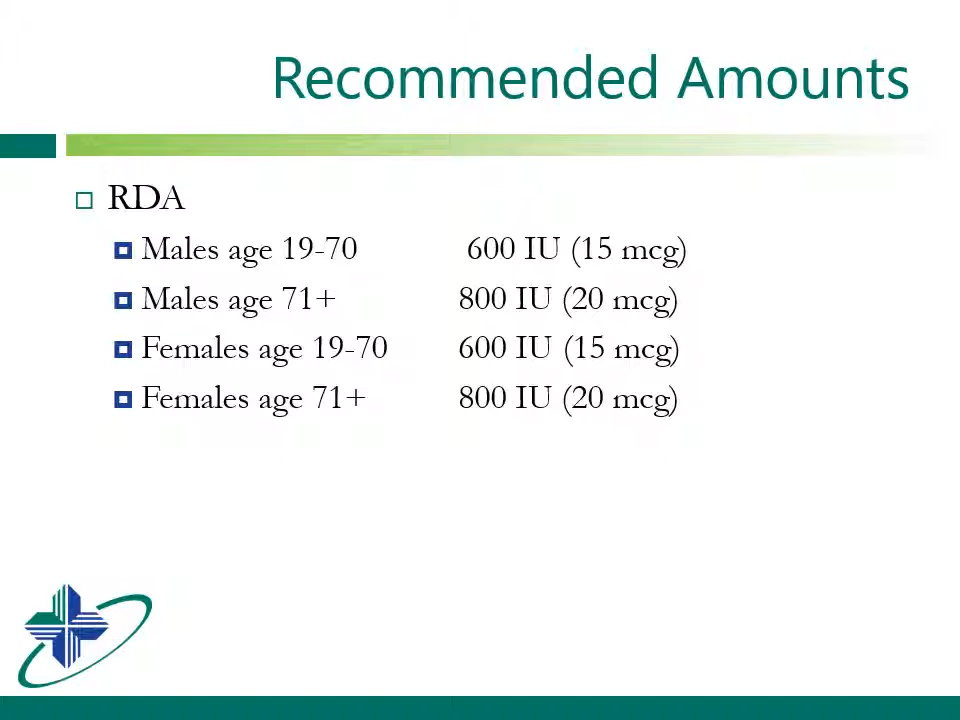 Recommended Amounts
RDA
Males age 19-70 600 IU (15 mcg)
Males age 71+ 800 IU (20 mcg)
Females age 19-70 600 IU (15 mcg)
Females age 71+ 800 IU (20 mcg)